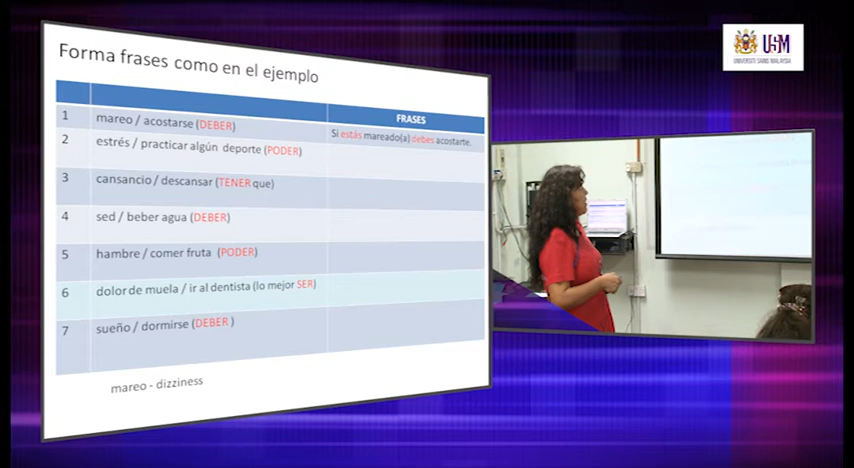 Forma frases como en el ejemplo
FRASES
1 mareo / acostarse (DEBER) Si estás mareado(a) debes acostarte.
2 estrés / practicar algún deporte (PODER)
3 cansancio / descansar (TENER que)
4 sed / beber agua (DEBER)
5 hambre / comer fruta (PODER)
6 dolor de muela / ir al dentista (lo mejor SER)
7 sueño / dormirse (DEBER )
mareo - dizziness
USM
UNIVERSITI SAINS MALAYSIA